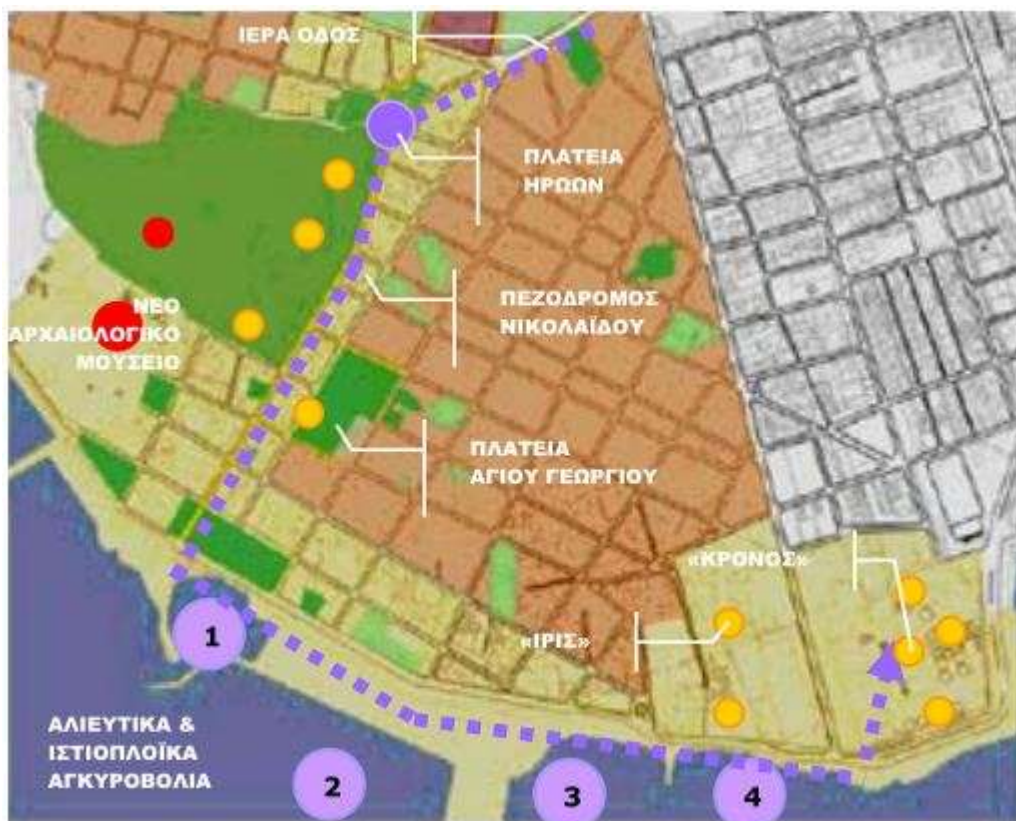 ΙΕΡΑ ΟΔΟΣ
ΠΛΑΤΕΙΑ
ΗΡΩΩΝ
ΠΕΖΟΔΡΟΜΟΣ
ΝΙΚΟΛΑΪΔΟΥ
ΝΕΟ
ΑΡΧΑΙΟΛΟΓΙΚΟ
ΜΟΥΣΕΙΟ
ΠΛΑΤΕΙΑ
ΑΓΙΟΥ ΓΕΩΡΓΙΟΥ
«ΚΡΟΝΟΣ»
«ΙΡΙΣ»
1
ΑΛΙΕΥΤΙΚΑ &
ΙΣΤΙΟΠΛΟΪΚΑ
ΑΓΚΥΡΟΒΟΛΙΑ
2
3
4